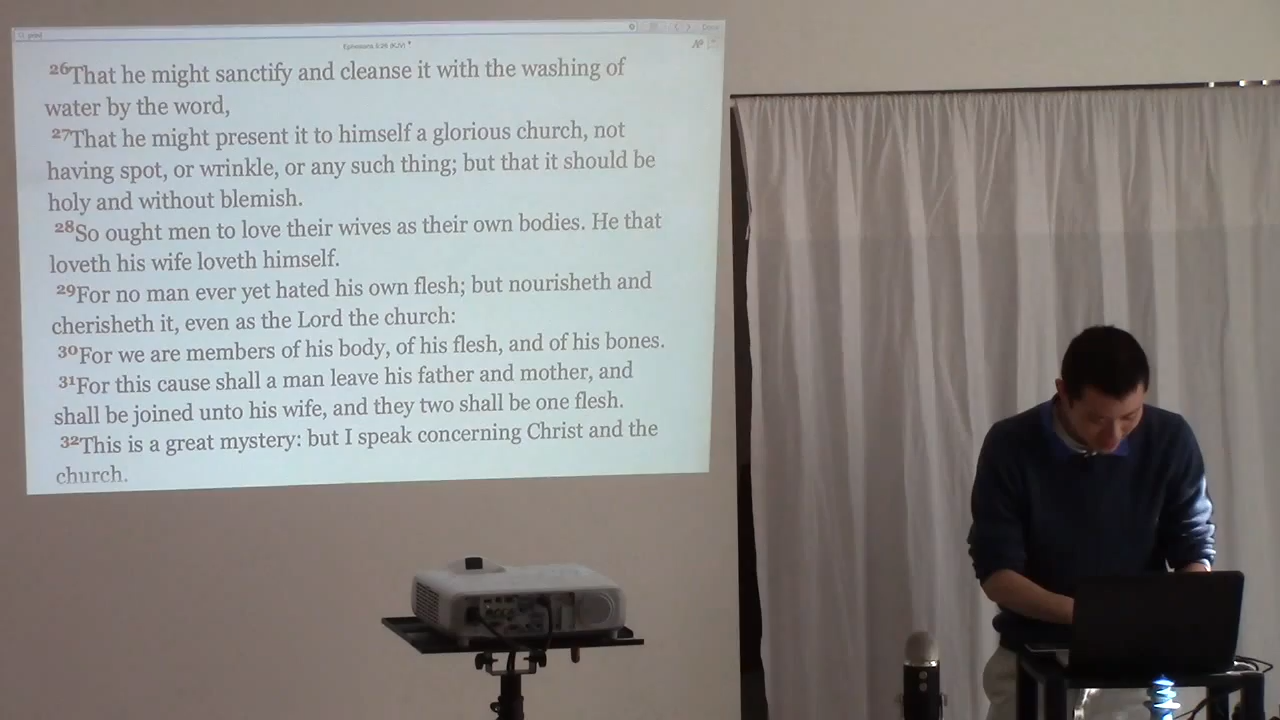 print
Docs
Ephesians 5:26 (KJV)
26That he might sanctify and cleanse it with the washing of
water by the word,
27That he might present it to himself a glorious church, not
having spot, or wrinkle, or any such thing; but that it should be
holy and without blemish.
28So ought men to love their wives as their own bodies. He that
loveth his wife loveth himself.
29For no man ever yet hated his own flesh; but nourisheth and
cherisheth it, even as the Lord the church:
30For we are members of his body, of his flesh, and of his bones.
31For this cause shall a man leave his father and mother, and
shall be joined unto his wife, and they two shall be one flesh.
32This is a great mystery: but I speak concerning Christ and the
church.